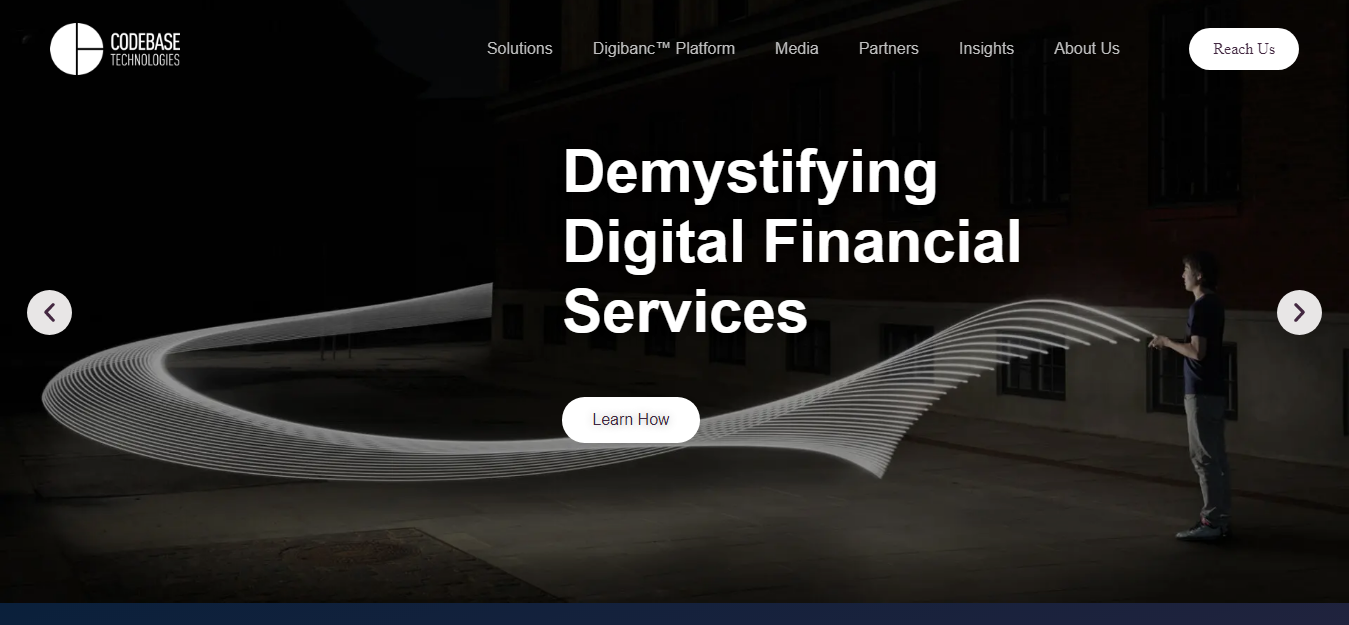 CODEBASE
TECHNOLOGIES
Solutions
Digibanc™ Platform
Media
Partners
Insights
About Us
Reach Us
Demystifying
Digital Financial
Services
Learn How